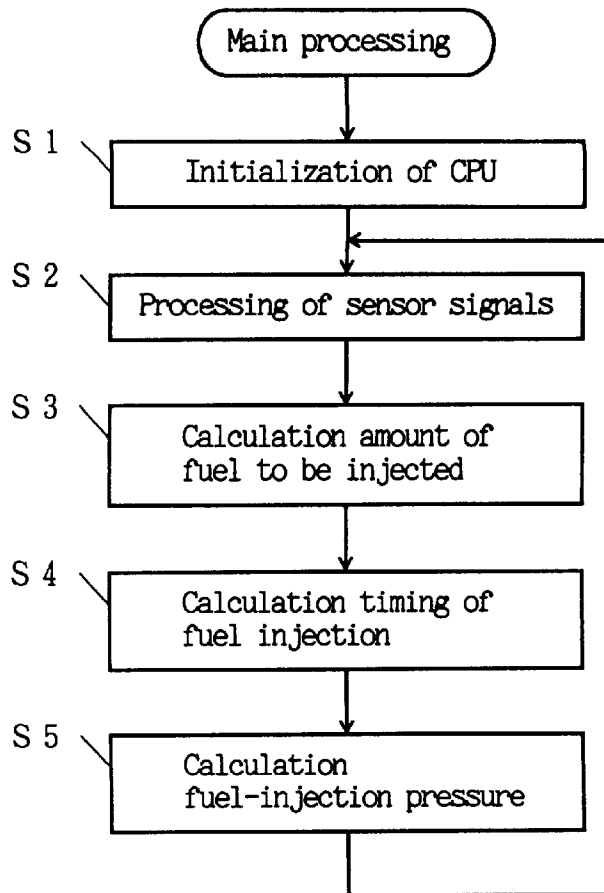 Main processing
S 1
Initialization of CPU
S 2
Processing of sensor signals
S 3
Calculation amount of
fuel to be injected
S 4
Calculation timing of
fuel injection
S 5
Calculation
fuel-injection pressure